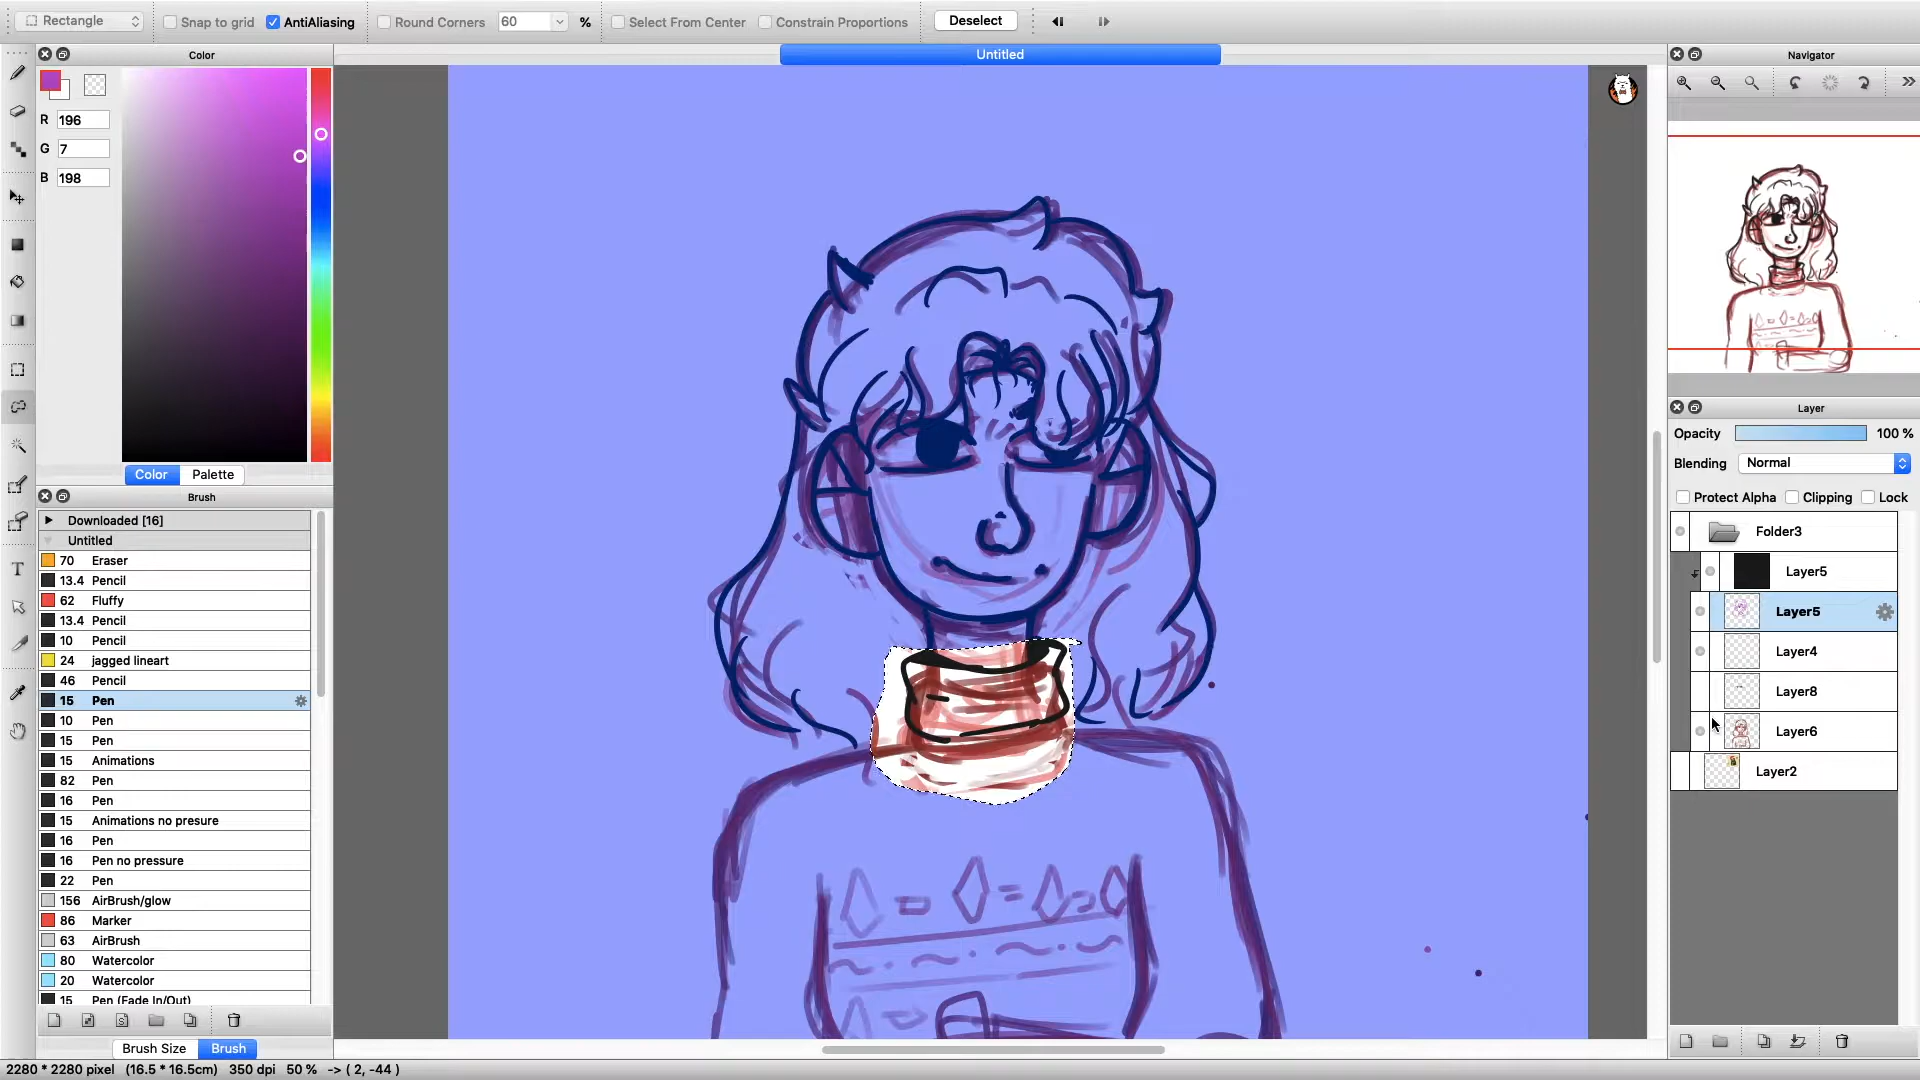 Rectangle Snap to grid AntiAliasing Round Corners 60 % Select From Center Constrain Proportions Deselect
Color
R 196
G 7
B 198
Color Palette
Brush
Downloaded [16]
Untitled
70 Eraser
13.4 Pencil
62 Fluffy
13.4 Pencil
10 Pencil
24 jagged lineart
46 Pencil
15 Pen
10 Pen
15 Pen
15 Animations
82 Pen
16 Pen
15 Animations no presure
16 Pen
16 Pen no pressure
22 Pen
156 AirBrush/glow
86 Marker
63 AirBrush
80 Watercolor
20 Watercolor
15 Pen (Fade In/Out)
Brush Size Brush
Untitled
Navigator
Layer
Opacity 100 %
Blending Normal
Protect Alpha Clipping Lock
Folder3
Layer5
Layer5
Layer4
Layer8
Layer6
Layer2
2280 * 2280 pixel (16.5 * 16.5cm) 350 dpi 50 % -> ( 2, -44 )